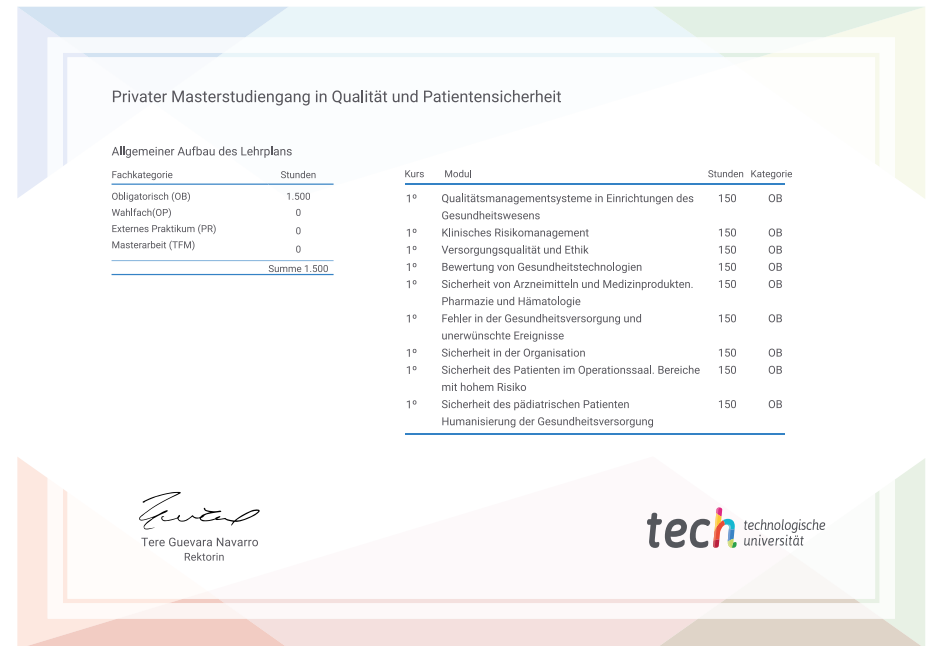 Privater Masterstudiengang in Qualität und Patientensicherheit
Allgemeiner Aufbau des Lehrplans
Fachkategorie Stunden
Obligatorisch (OB) 1.500
Wahlfach(OP) 0
Externes Praktikum (PR) 0
Masterarbeit (TFM) 0
Summe 1.500
Kurs Modul Stunden Kategorie
1º Qualitätsmanagementsysteme in Einrichtungen des 150 OB
Gesundheitswesens
1º Klinisches Risikomanagement 150 OB
1º Versorgungsqualität und Ethik 150 OB
1º Bewertung von Gesundheitstechnologien 150 OB
1º Sicherheit von Arzneimitteln und Medizinprodukten. 150 OB
Pharmazie und Hämatologie
1º Fehler in der Gesundheitsversorgung und 150 OB
unerwünschte Ereignisse
1º Sicherheit in der Organisation 150 OB
1º Sicherheit des Patienten im Operationssaal. Bereiche 150 OB
mit hohem Risiko
1º Sicherheit des pädiatrischen Patienten 150 OB
Humanisierung der Gesundheitsversorgung
Tere Guevara Navarro
Rektorin
tech technologische
universität